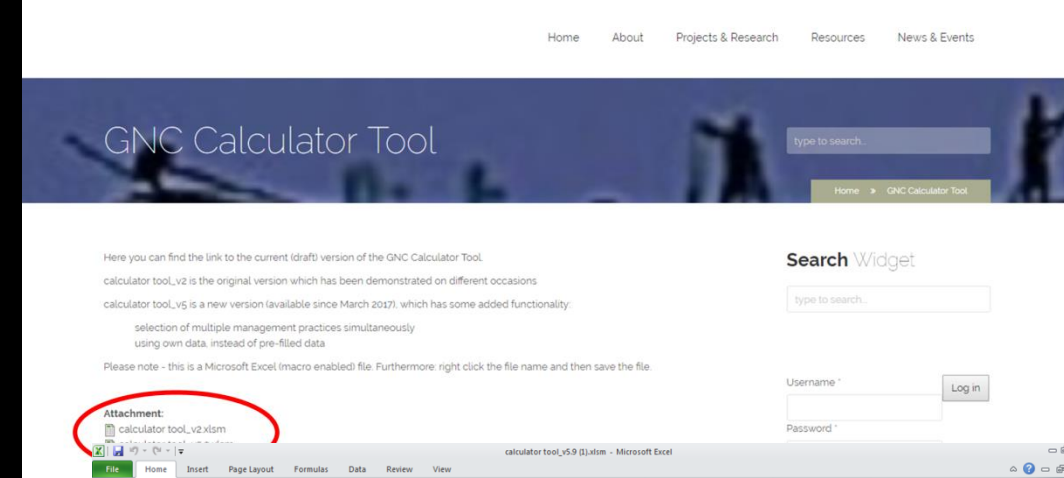 Home About Projects & Research Resources News & Events
GNC Calculator Tool
type to search...
Home » GNC Calculator Tool
Here you can find the link to the current (draft) version of the GNC Calculator Tool.
calculator tool_v2 is the original version which has been demonstrated on different occasions
calculator tool_v5 is a new version (available since March 2017), which has some added functionality:
selection of multiple management practices simultaneously
using own data, instead of pre-filled data
Please note - this is a Microsoft Excel (macro enabled) file. Furthermore: right click the file name and then save the file.
Attachment:
calculator tool_v2.xlsm
Search Widget
type to search...
Username *
Log in
Password *
calculator tool_v5.9 (1).xlsm - Microsoft Excel
File Home Insert Page Layout Formulas Data Review View